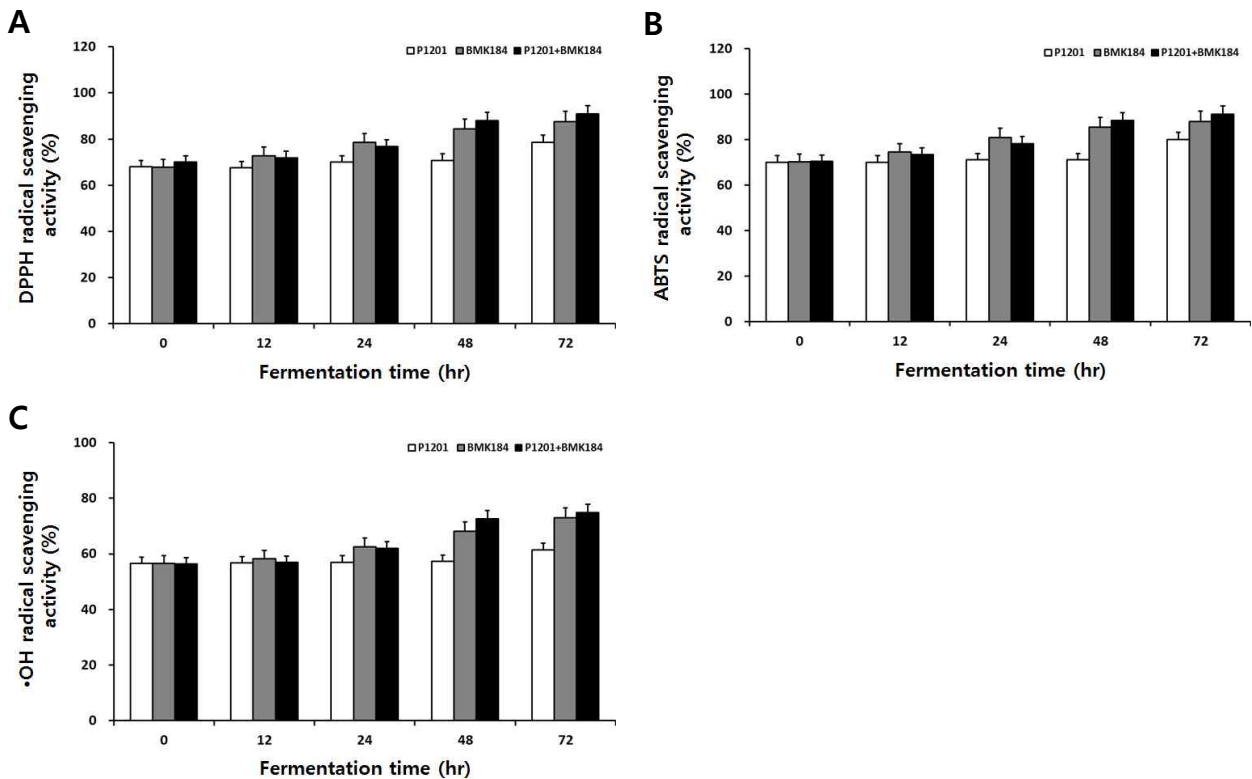 A
DPPH radical scavenging
activity (%)
120
100
80
60
40
20
0
P1201 BMK184 P1201+BMK184
0 12 24 48 72
Fermentation time (hr)
B
ABTS radical scavenging
activity (%)
120
100
80
60
40
20
0
P1201 BMK184 P1201+BMK184
0 12 24 48 72
Fermentation time (hr)
C
•OH radical scavenging
activity (%)
100
80
60
40
20
0
P1201 BMK184 P1201+BMK184
0 12 24 48 72
Fermentation time (hr)